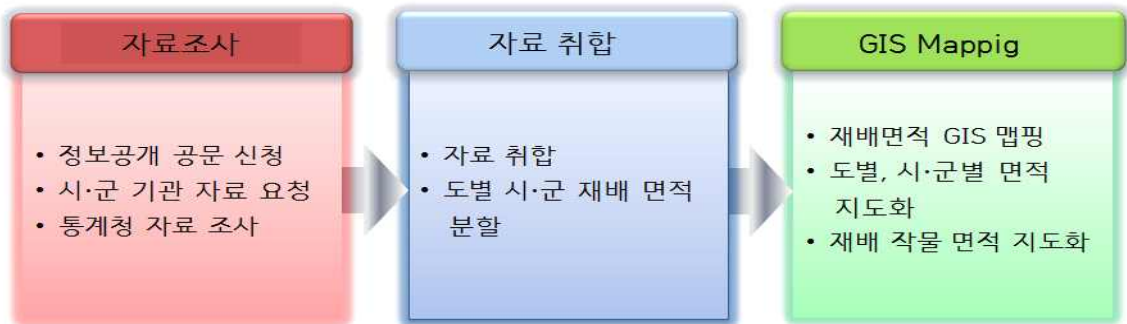 자료조사
• 정보공개 공문 신청
• 시·군 기관 자료 요청
• 통계청 자료 조사
자료 취합
• 자료 취합
• 도별 시·군 재배 면적
분할
GIS Mappig
• 재배면적 GIS 맵핑
• 도별, 시·군별 면적
지도화
• 재배 작물 면적 지도화